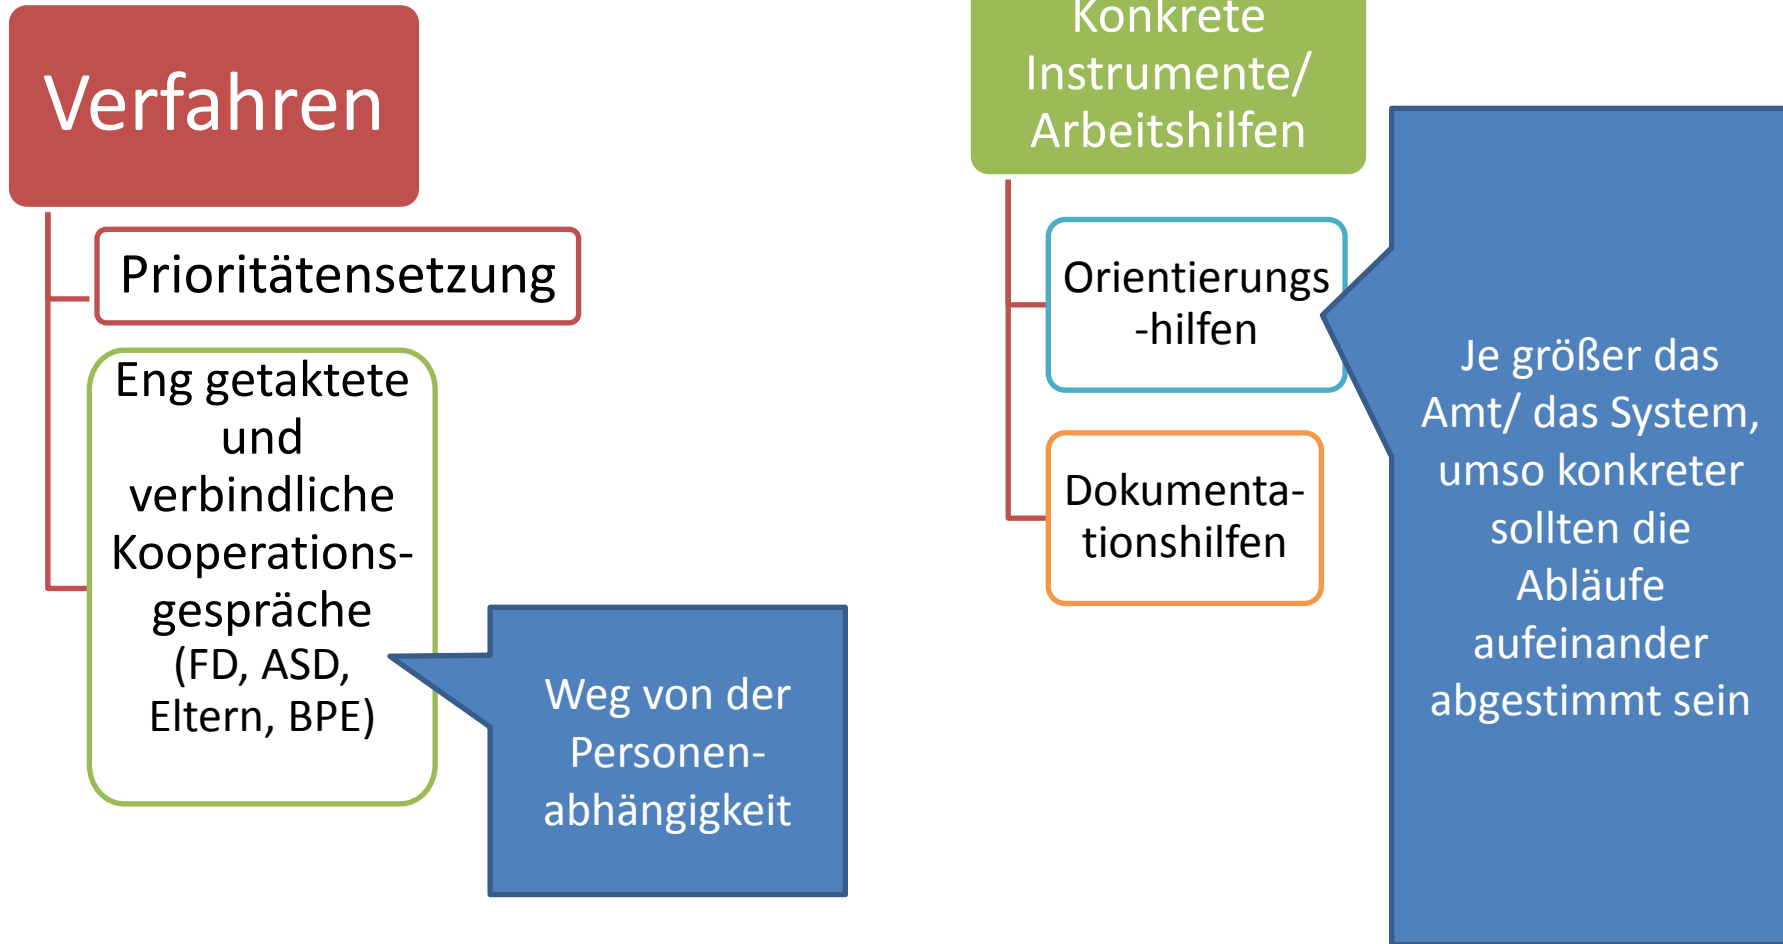 Verfahren
Prioritätensetzung
Eng getaktete
und
verbindliche
Kooperations-
gespräche
(FD, ASD,
Eltern, BPE)
Weg von der
Personen-
abhängigkeit
Konkrete
Instrumente/
Arbeitshilfen
Orientierungs
-hilfen
Dokumenta-
tionshilfen
Je größer das
Amt/ das System,
umso konkreter
sollten die
Abläufe
aufeinander
abgestimmt sein